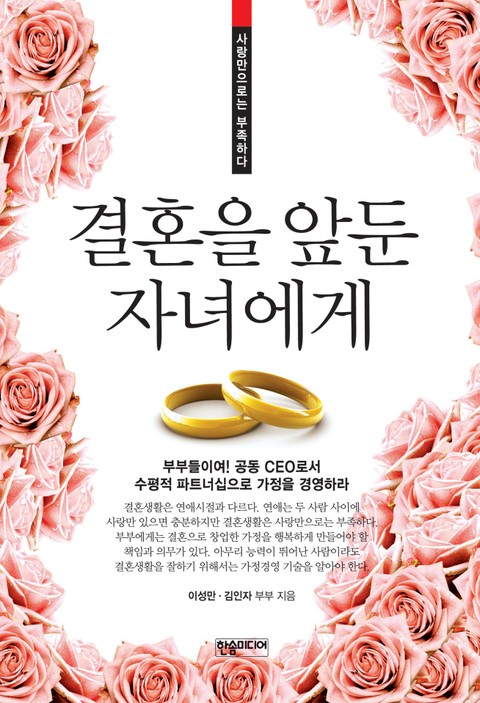 사랑만으로는 부족하다
결혼을 앞둔
자녀에게
부부들이여! 공동 CEO로서
수평적 파트너십으로 가정을 경영하라
결혼생활은 연애시절과 다르다. 연애는 두 사람 사이에
사랑만 있으면 충분하지만 결혼생활은 사랑만으로는 부족하다.
부부에게는 결혼으로 창업한 가정을 행복하게 만들어야 할
책임과 의무가 있다. 아무리 능력이 뛰어난 사람이라도
결혼생활을 잘하기 위해서는 가정경영 기술을 알아야 한다.
이성만 · 김인자 부부 지음
한솜미디어